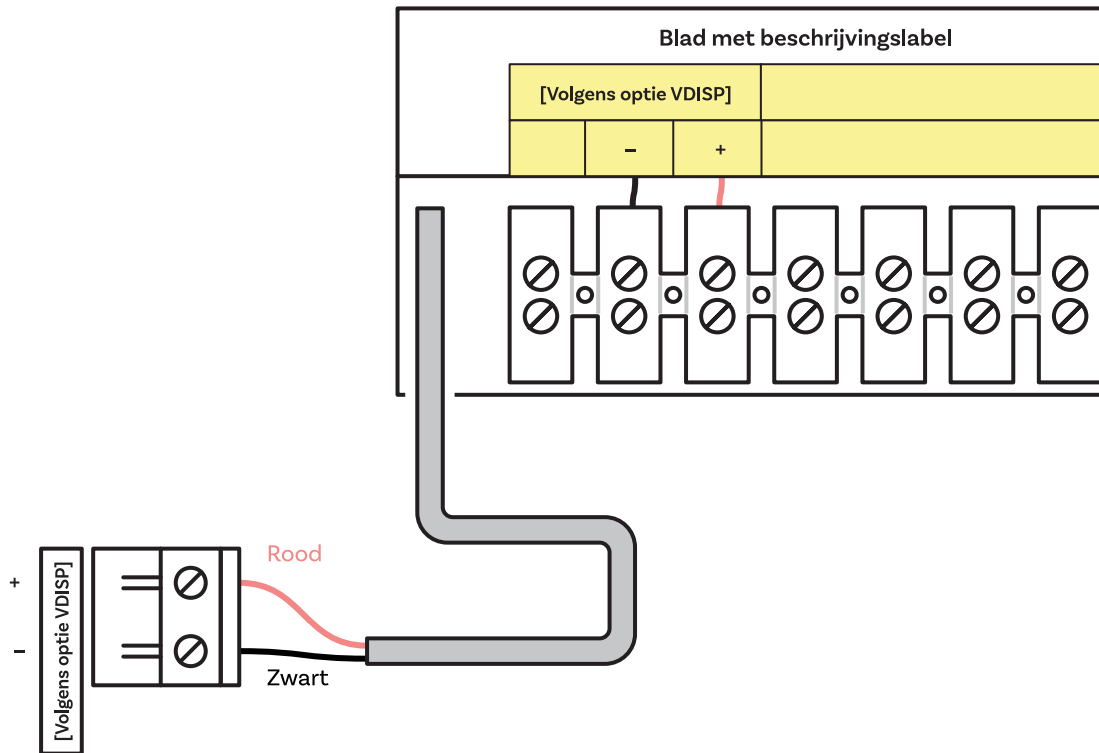 Blad met beschrijvingslabel
[Volgens optie VDISP]
– +
Rood
+
–
[Volgens optie VDISP]
Zwart